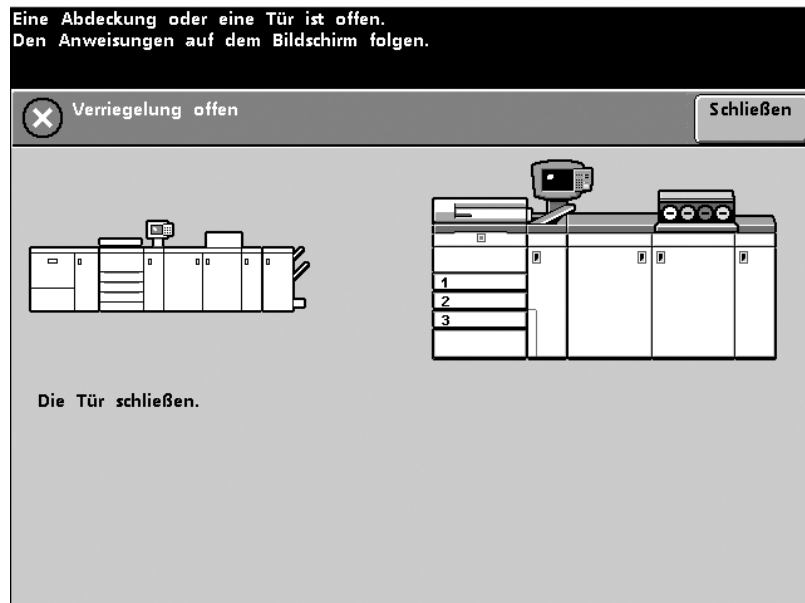 Eine Abdeckung oder eine Tür ist offen.
Den Anweisungen auf dem Bildschirm folgen.
Verriegelung offen
Schließen
1
2
3
Die Tür schließen.